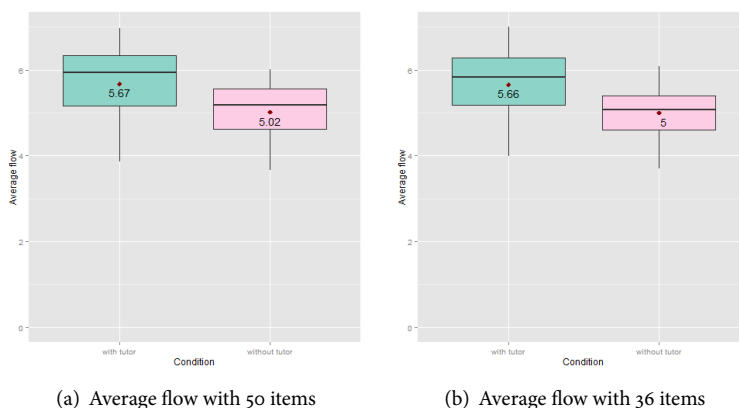 Average flow
6
4
2
0
5.67
5.02
with tutor
without tutor
Condition
(a) Average flow with 50 items
Average flow
6
4
2
0
5.66
5
with tutor
without tutor
Condition
(b) Average flow with 36 items